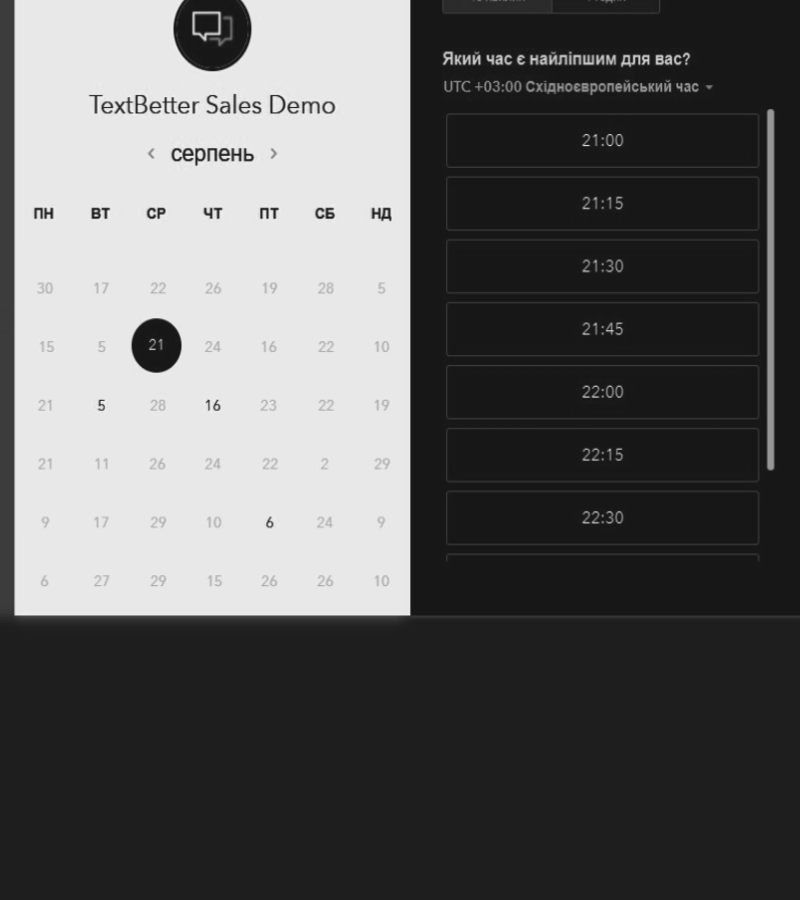 TextBetter Sales Demo
серпень
ПН ВТ СР ЧТ ПТ СБ НД
30 17 22 26 19 28 5
15 5 21 24 16 22 10
21 5 28 16 23 22 19
21 11 26 24 22 2 29
9 17 29 10 6 24 9
6 27 29 15 26 26 10
Який час є найліпшим для вас?
UTC +03:00 Східноєвропейський час
21:00
21:15
21:30
21:45
22:00
22:15
22:30